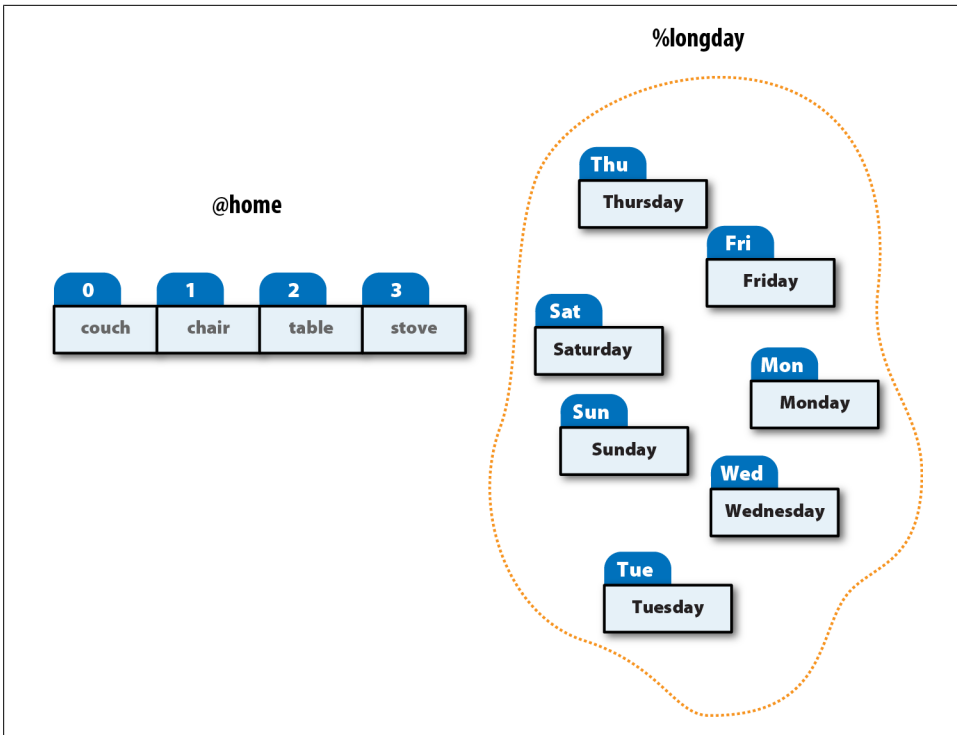 %longday
@home
0 1 2 3
couch chair table stove
Thu
Thursday
Fri
Friday
Sat
Saturday
Mon
Monday
Sun
Sunday
Wed
Wednesday
Tue
Tuesday